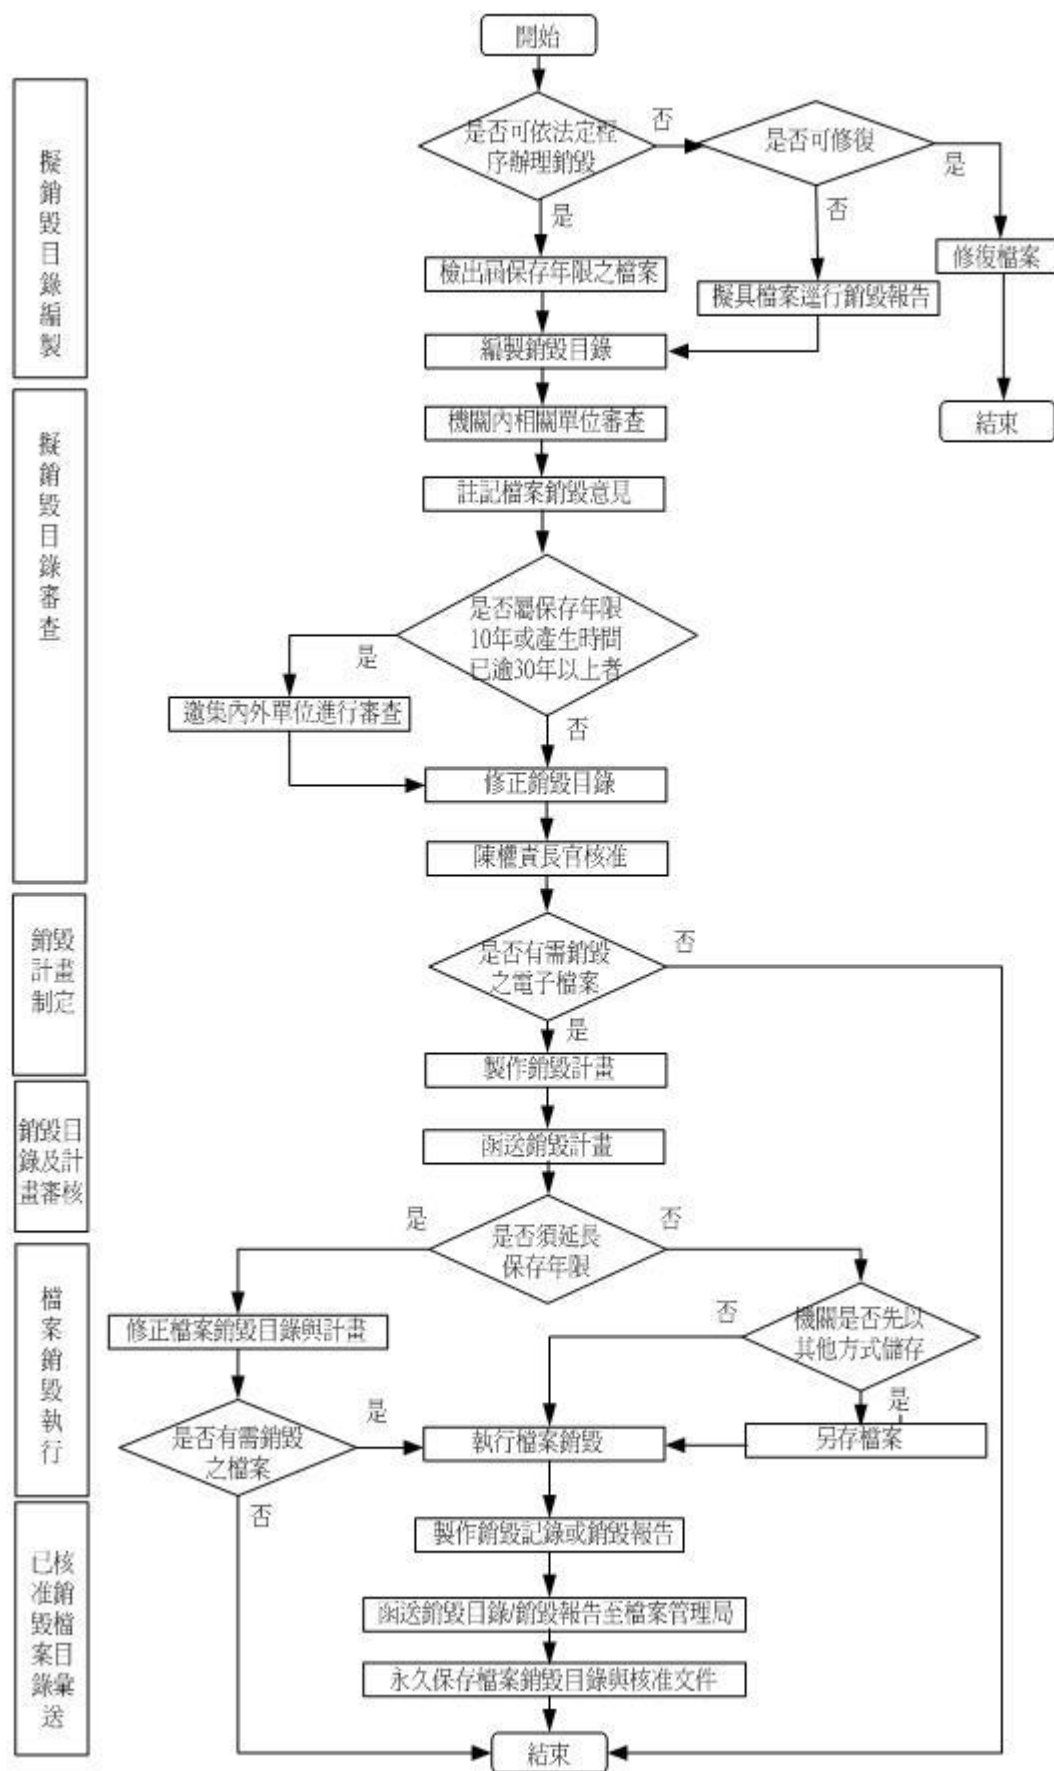 開始
擬
銷
毀
目
錄
編
製
是否可依法定程
序辦理銷毀
否
是否可修復
是
是
否
檢出屆保存年限之檔案
修復檔案
擬具檔案逕行銷毀報告
編製銷毀目錄
擬
銷
毀
目
錄
審
查
機關內相關單位審查
結束
註記檔案銷毀意見
是否屬保存年限
10年或產生時間
已逾30年以上者
是
邀集內外單位進行審查
否
修正銷毀目錄
陳權責長官核准
銷毀
計畫
制定
是否有需銷毀
之電子檔案
否
是
製作銷毀計畫
銷毀目
錄及計
畫審核
函送銷毀計畫
是
是否須延長
保存年限
否
檔
案
銷
毀
執
行
修正檔案銷毀目錄與計畫
否
機關是否先以
其他方式儲存
是
是否有需銷毀
之檔案
是
執行檔案銷毀
另存檔案
否
已核
准銷
毀檔
案目
錄彙
送
製作銷毀記錄或銷毀報告
函送銷毀目錄/銷毀報告至檔案管理局
永久保存檔案銷毀目錄與核准文件
結束